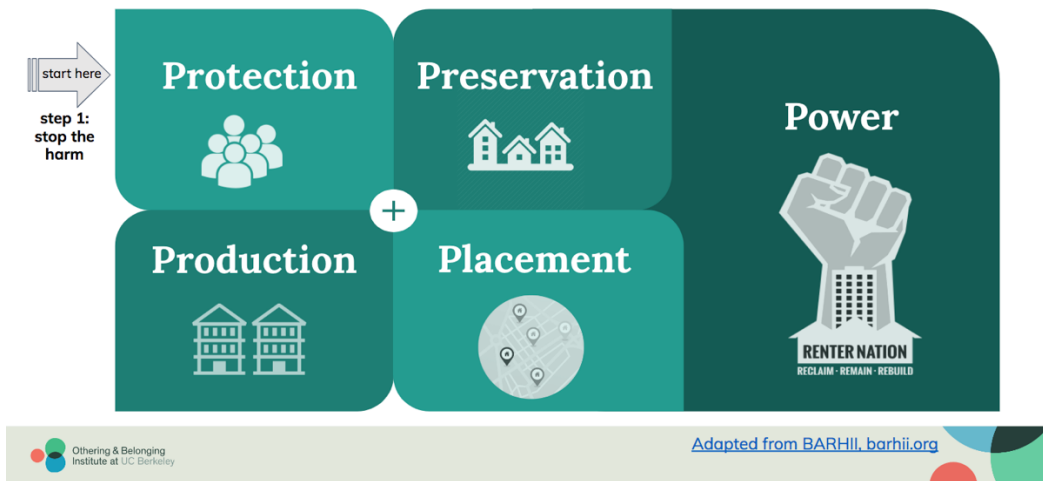 start here
step 1:
stop the
harm
Protection
Preservation
Power
Production
Placement
RENTER NATION
RECLAIM · REMAIN · REBUILD
Othering & Belonging
Institute at UC Berkeley
Adapted from BARHII, barhii.org